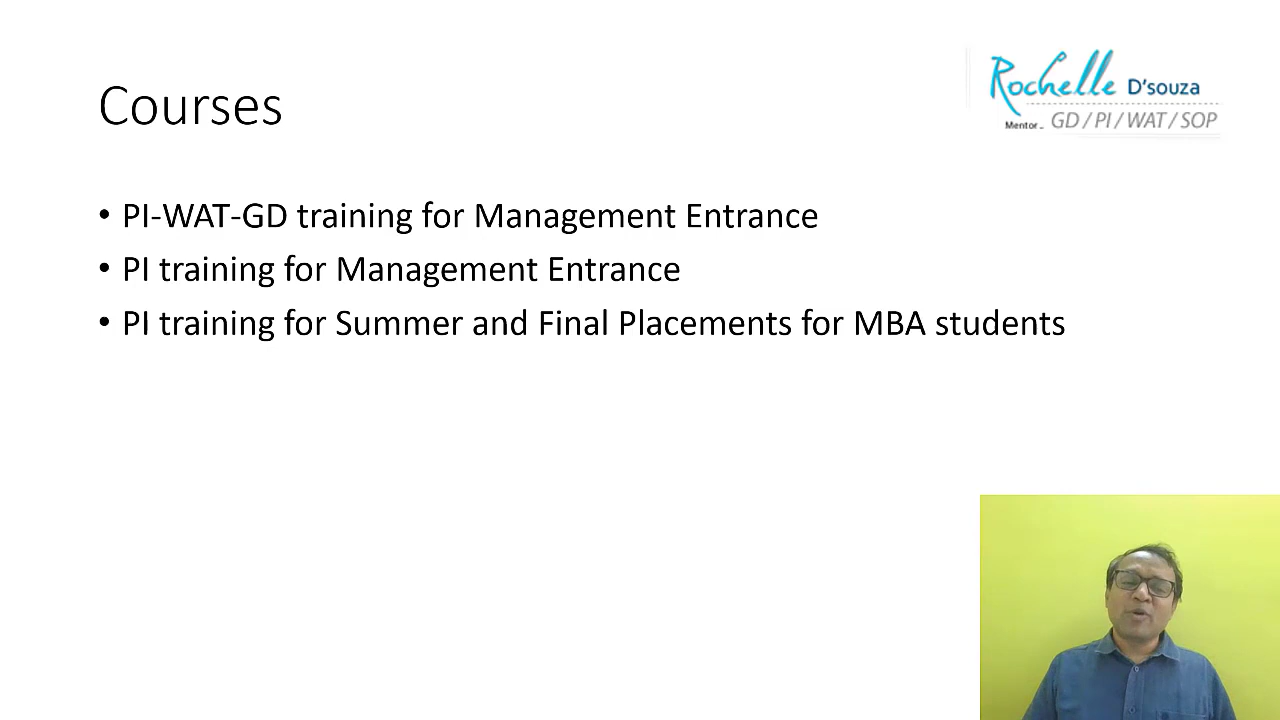 Courses
Rochelle D'souza
Mentor.. GD / PI / WAT / SOP
• PI-WAT-GD training for Management Entrance
• PI training for Management Entrance
• PI training for Summer and Final Placements for MBA students